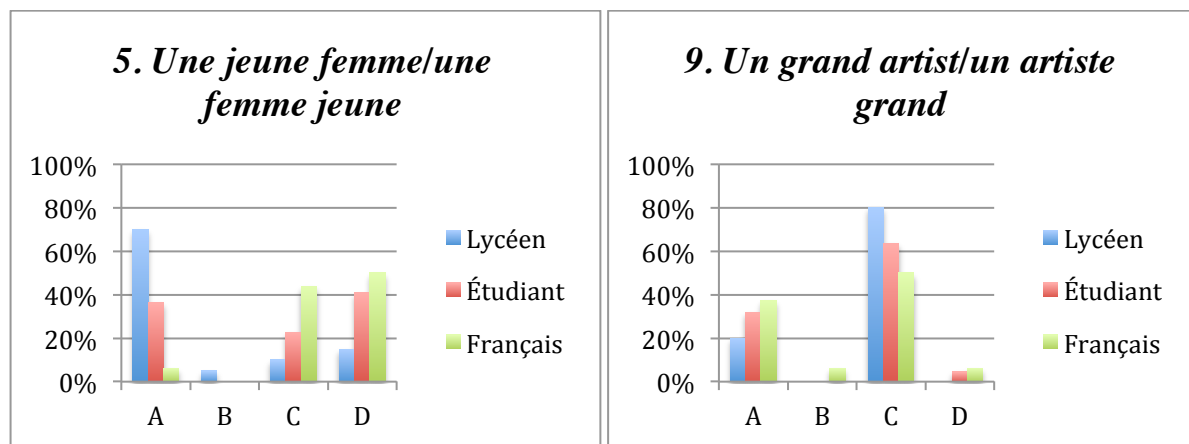 5. Une jeune femme/une
femme jeune
100%
80%
60%
40%
20%
0%
A B C D
Lycéen
Étudiant
Français
9. Un grand artist/un artiste
grand
100%
80%
60%
40%
20%
0%
A B C D
Lycéen
Étudiant
Français